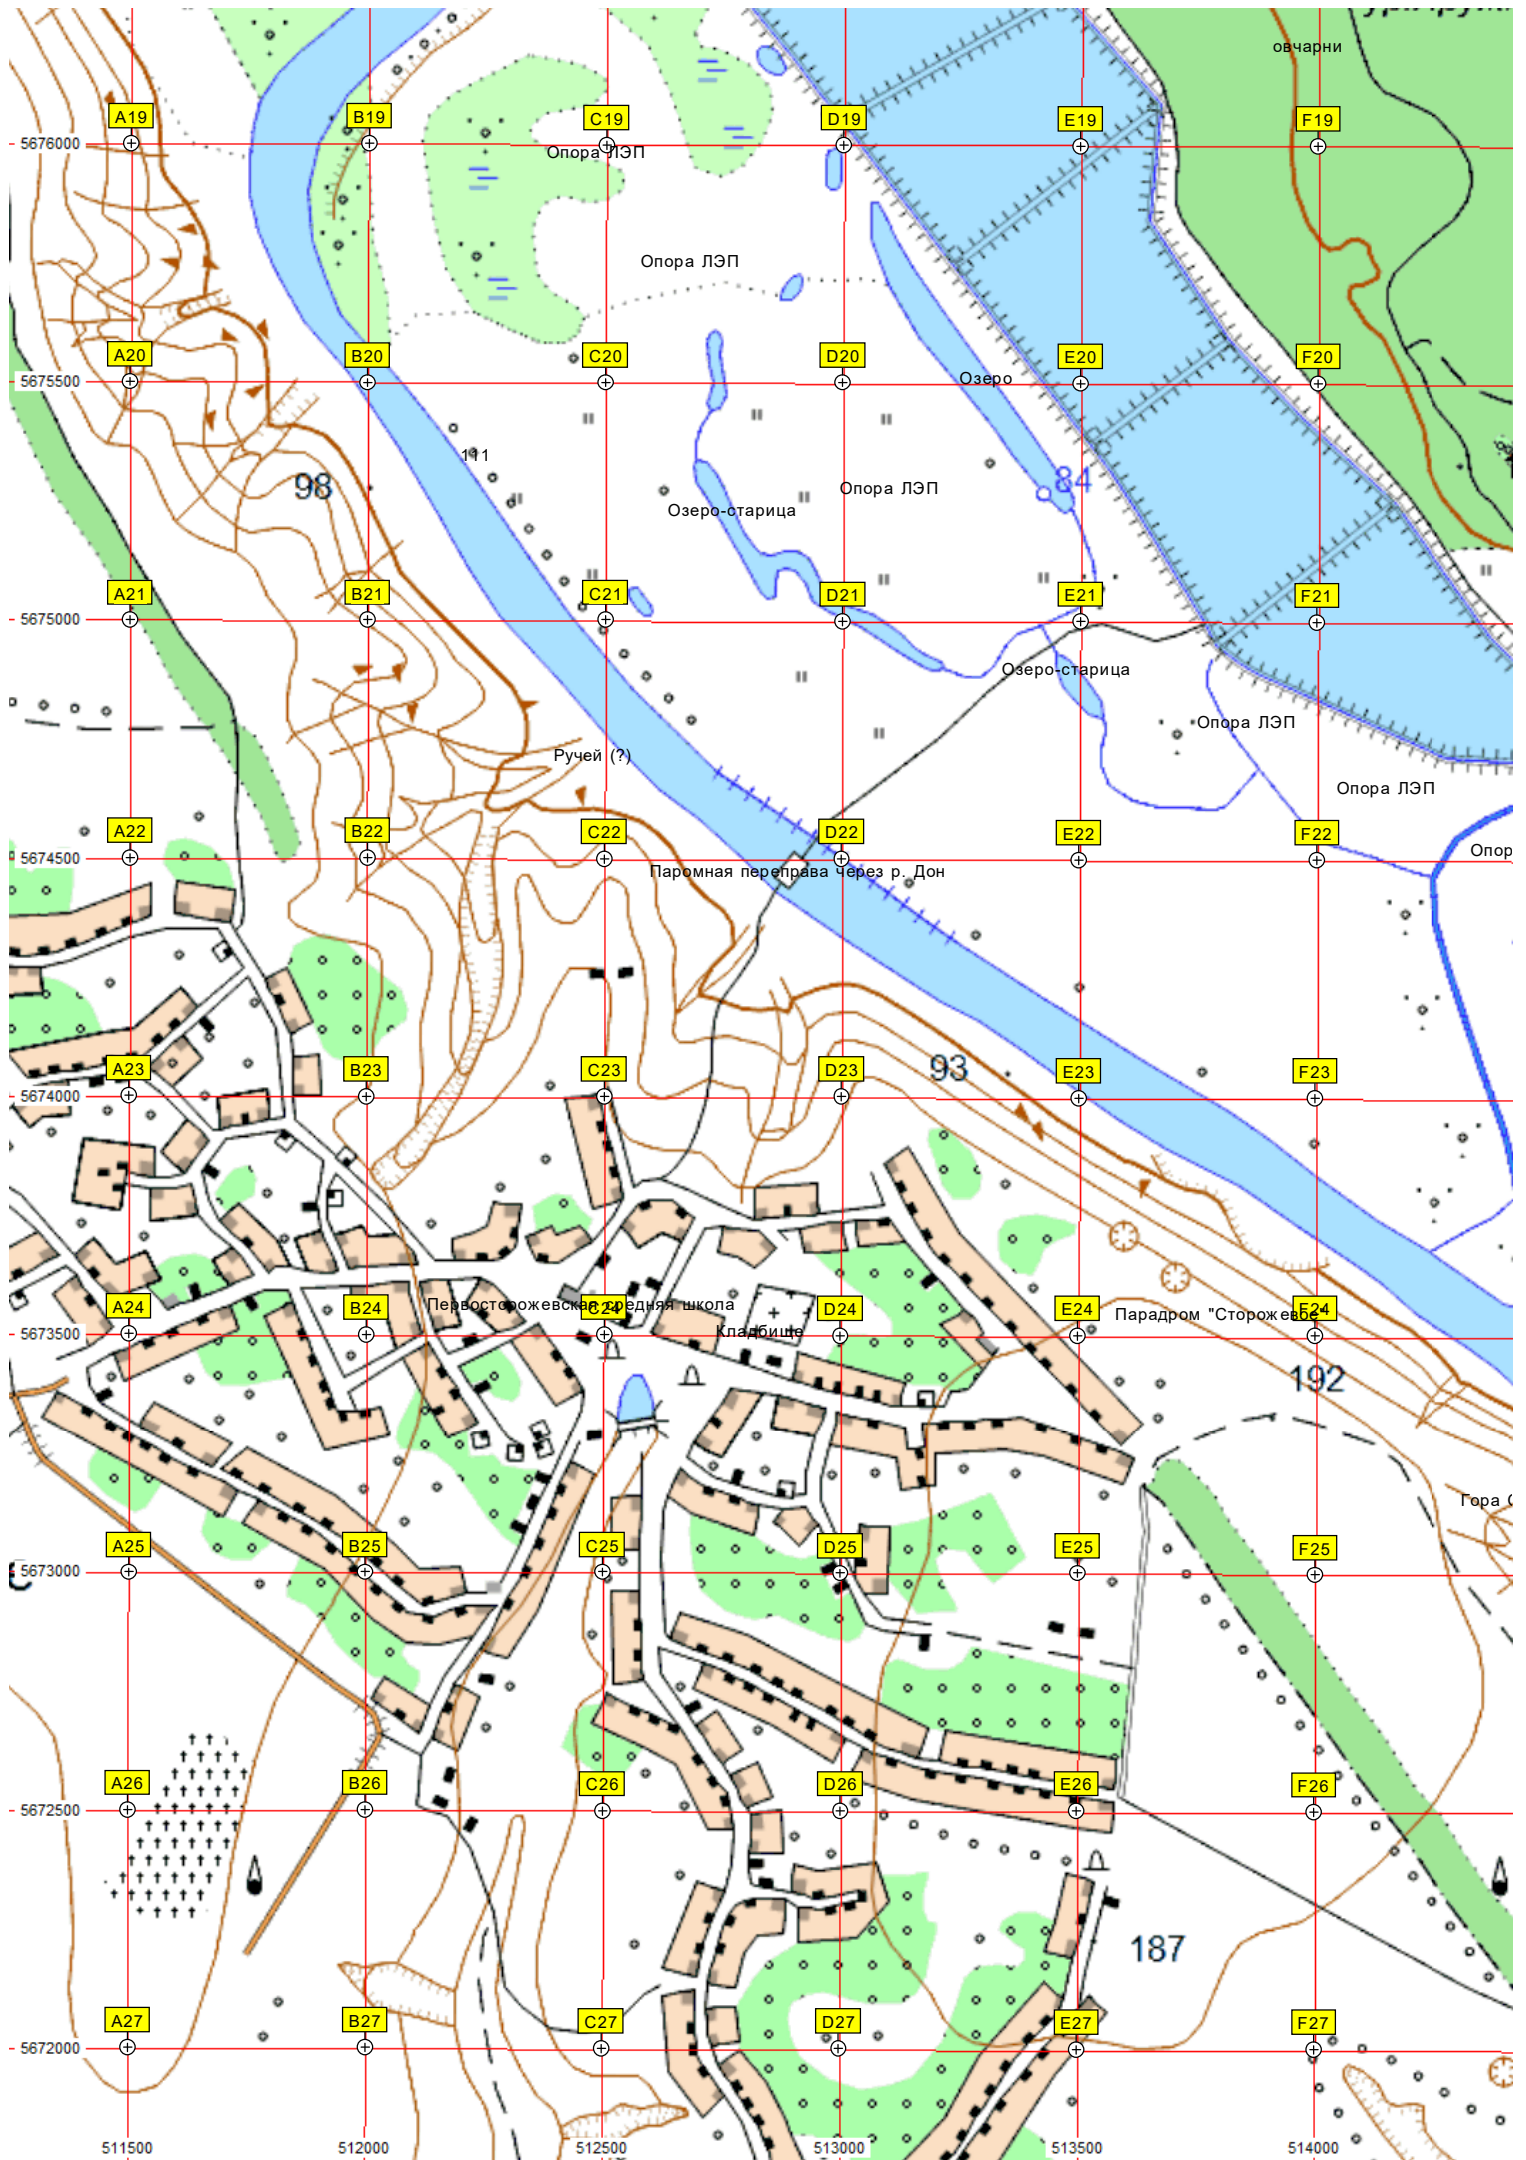 овчарни
A19
B19
C19
D19
E19
F19
5676000
Опора ЛЭП
Опора ЛЭП
A20
B20
C20
D20
E20
F20
5675500
Озеро
111
98
84
Опора ЛЭП
Озеро-старица
A21
B21
C21
D21
E21
F21
5675000
Озеро-старица
Опора ЛЭП
Ручей (?)
Опора ЛЭП
A22
B22
C22
D22
E22
F22
5674500
Опор
Паромная переправа через р. Дон
93
A23
B23
C23
D23
E23
F23
5674000
A24
B24
C24
D24
E24
F24
Первосторожевская средняя школа
Парадром "Сторожевое"
5673500
Кладбище
192
Гора С
A25
B25
C25
D25
E25
F25
5673000
С
A26
B26
C26
D26
E26
F26
5672500
187
A27
B27
C27
D27
E27
F27
5672000
511500
512000
512500
513000
513500
514000